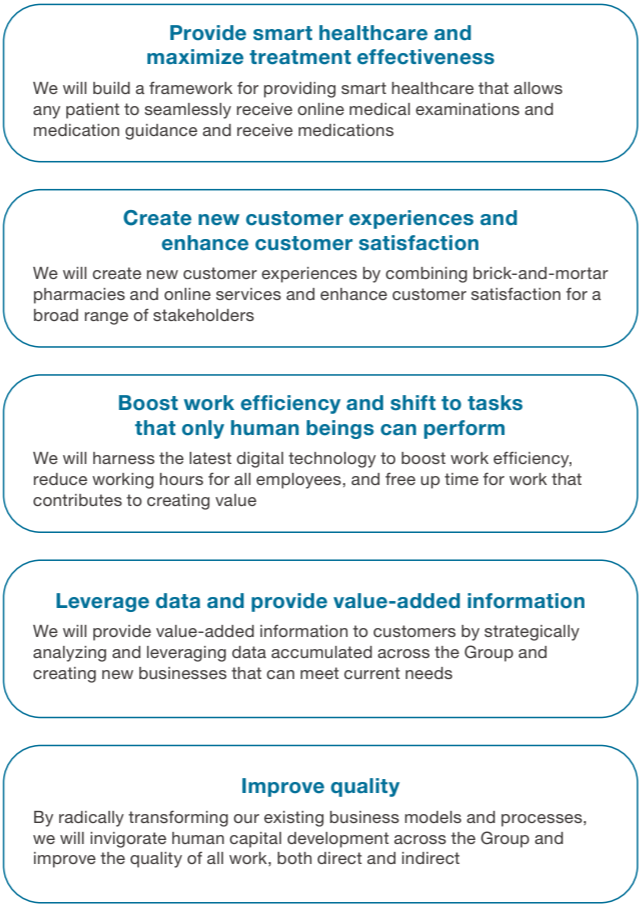 Provide smart healthcare and
maximize treatment effectiveness
We will build a framework for providing smart healthcare that allows
any patient to seamlessly receive online medical examinations and
medication guidance and receive medications
Create new customer experiences and
enhance customer satisfaction
We will create new customer experiences by combining brick-and-mortar
pharmacies and online services and enhance customer satisfaction for a
broad range of stakeholders
Boost work efficiency and shift to tasks
that only human beings can perform
We will harness the latest digital technology to boost work efficiency,
reduce working hours for all employees, and free up time for work that
contributes to creating value
Leverage data and provide value-added information
We will provide value-added information to customers by strategically
analyzing and leveraging data accumulated across the Group and
creating new businesses that can meet current needs
Improve quality
By radically transforming our existing business models and processes,
we will invigorate human capital development across the Group and
improve the quality of all work, both direct and indirect